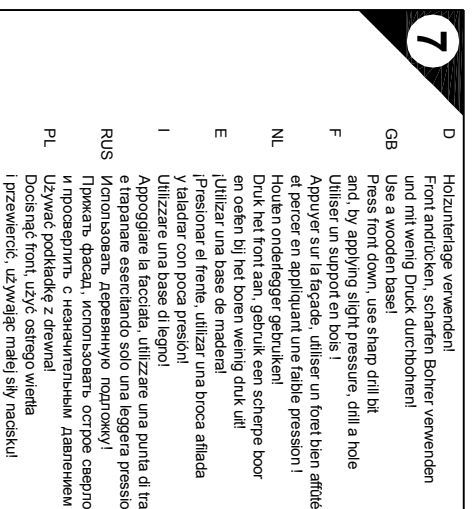 7
D Holzunterlage verwenden!
Front andrücken, scharfen Bohrer verwenden
und mit wenig Druck durchbohren!
GB Use a wooden base!
Press front down, use sharp drill bit
and, by applying slight pressure, drill a hole
F Utiliser un support en bois !
Appuyer sur la façade, utiliser un foret bien affûté
et percer en appliquant une faible pression !
NL Houten onderlegger gebruiken!
Druk het front aan, gebruik een scherpe boor
en oefen bij het boren weinig druk uit!
E ¡Utilizar una base de madera!
¡Presionar el frente, utilizar una broca afilada
y taladrar con poca presión!
I Utilizzare una base di legno!
Appoggiare la facciata, utilizzare una punta di tra
e trapanare esercitando solo una leggera pressio
RUS Использовать деревянную подложку!
Прижать фасад, использовать острое сверло
и просверлить с незначительным давлением
PL Używać podkładkę z drewna!
Docisnąć front, użyć ostrego wiertła
i przewiercić, używając małej siły nacisku!